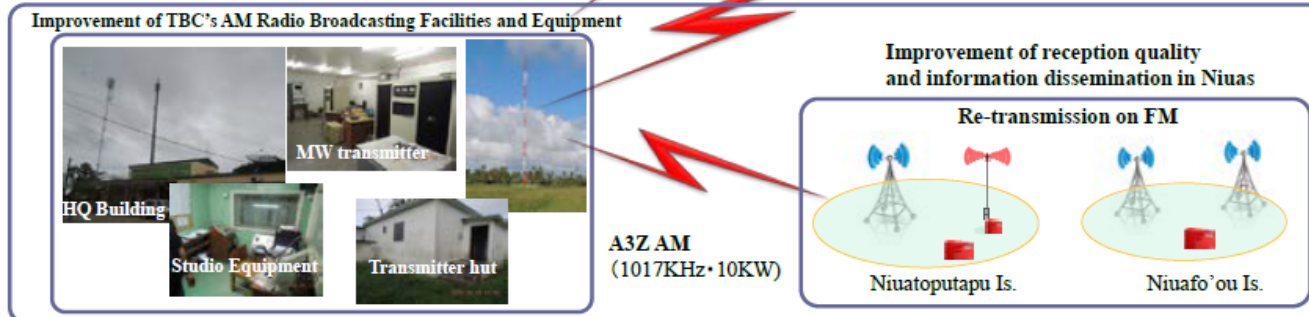 Improvement of TBC's AM Radio Broadcasting Facilities and Equipment
HQ Building
MW transmitter
Studio Equipment
Transmitter hut
A3Z AM
（1017KHz・10KW)
Improvement of reception quality
and information dissemination in Niuas
Re-transmission on FM
Niuatoputapu Is.
Niuafo'ou Is.